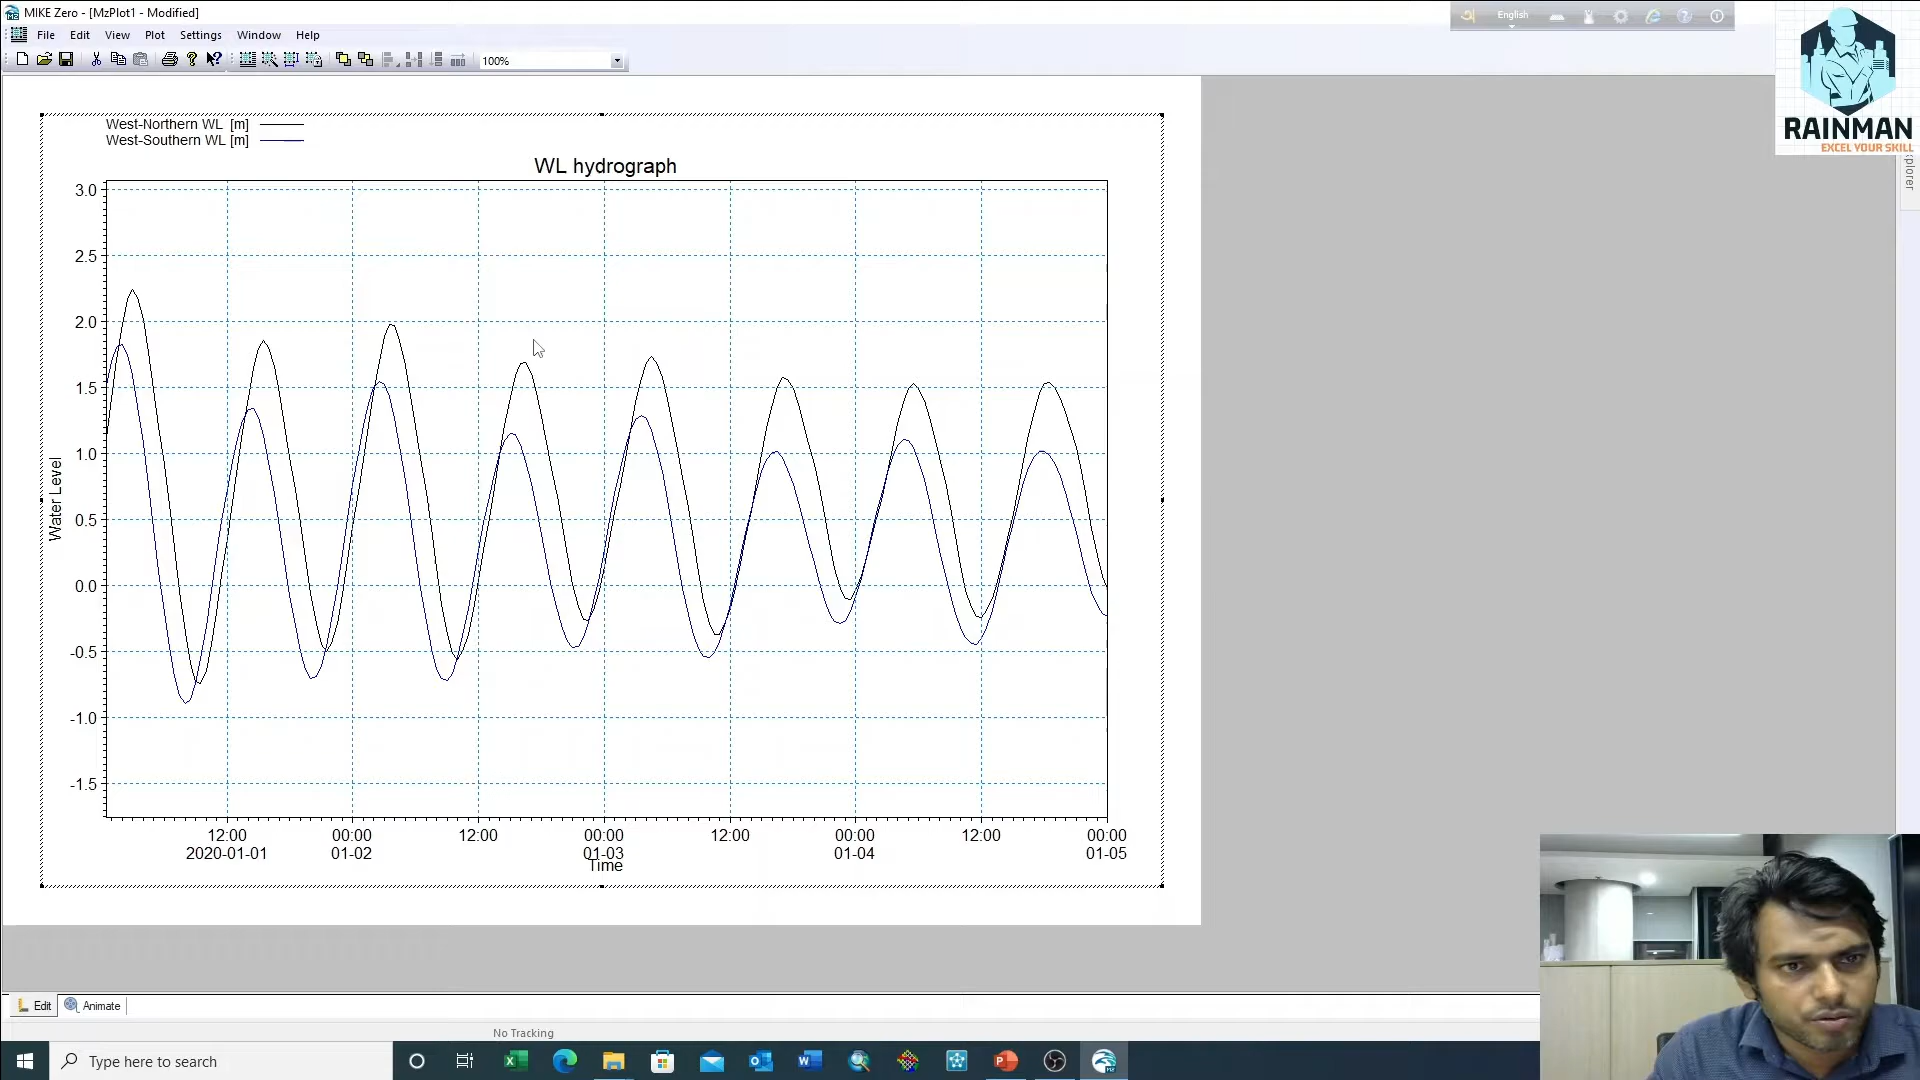 MIKE Zero - [MzPlot1 - Modified]
English
File Edit View Plot Settings Window Help
100%
RAINMAN
EXCEL YOUR SKILL
West-Northern WL [m]
West-Southern WL [m]
WL hydrograph
3.0
2.5
2.0
1.5
1.0
0.5
0.0
-0.5
-1.0
-1.5
Water Level
12:00 00:00 12:00 00:00 12:00 00:00 12:00 00:00
2020-01-01 01-02 01-03 01-04 01-05
Time
Edit Animate
No Tracking
Type here to search